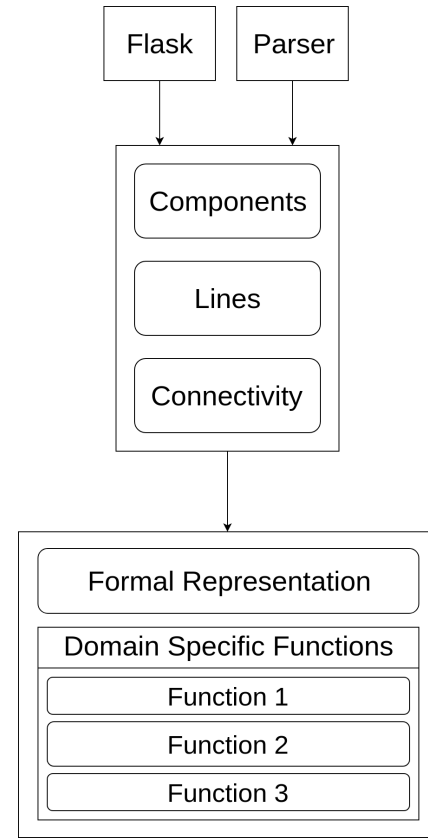 Flask
Parser
Components
Lines
Connectivity
Formal Representation
Domain Specific Functions
Function 1
Function 2
Function 3